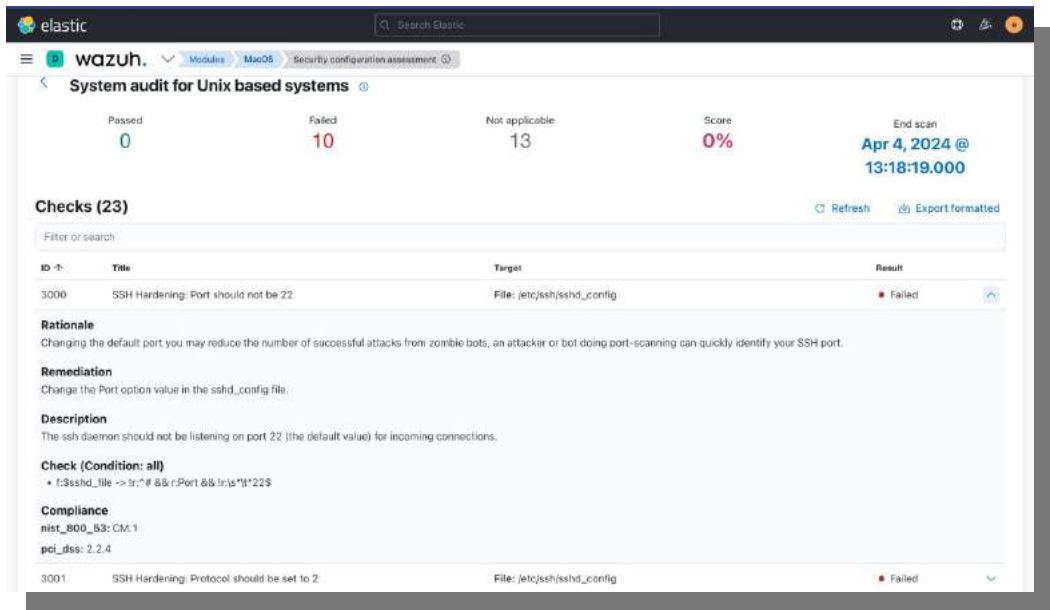 elastic
Search Elastic
D wazuh. Modules MacOS Security configuration assessment
System audit for Unix based systems
Passed Failed Not applicable Score End scan
0 10 13 0% Apr 4, 2024 @
13:18:19.000
Checks (23) Refresh Export formatted
Filter or search
ID Title Target Result
3000 SSH Hardening: Port should not be 22 File: /etc/ssh/sshd_config Failed
Rationale
Changing the default port you may reduce the number of successful attacks from zombie bots, an attacker or bot doing port-scanning can quickly identify your SSH port.
Remediation
Change the Port option value in the sshd_config file.
Description
The ssh daemon should not be listening on port 22 (the default value) for incoming connections.
Check (Condition: all)
• f:$sshd_file -> !r:^# && r:Port && !r:\s*\t*22$
Compliance
nist_800_53: CM.1
pci_dss: 2.2.4
3001 SSH Hardening: Protocol should be set to 2 File: /etc/ssh/sshd_config Failed